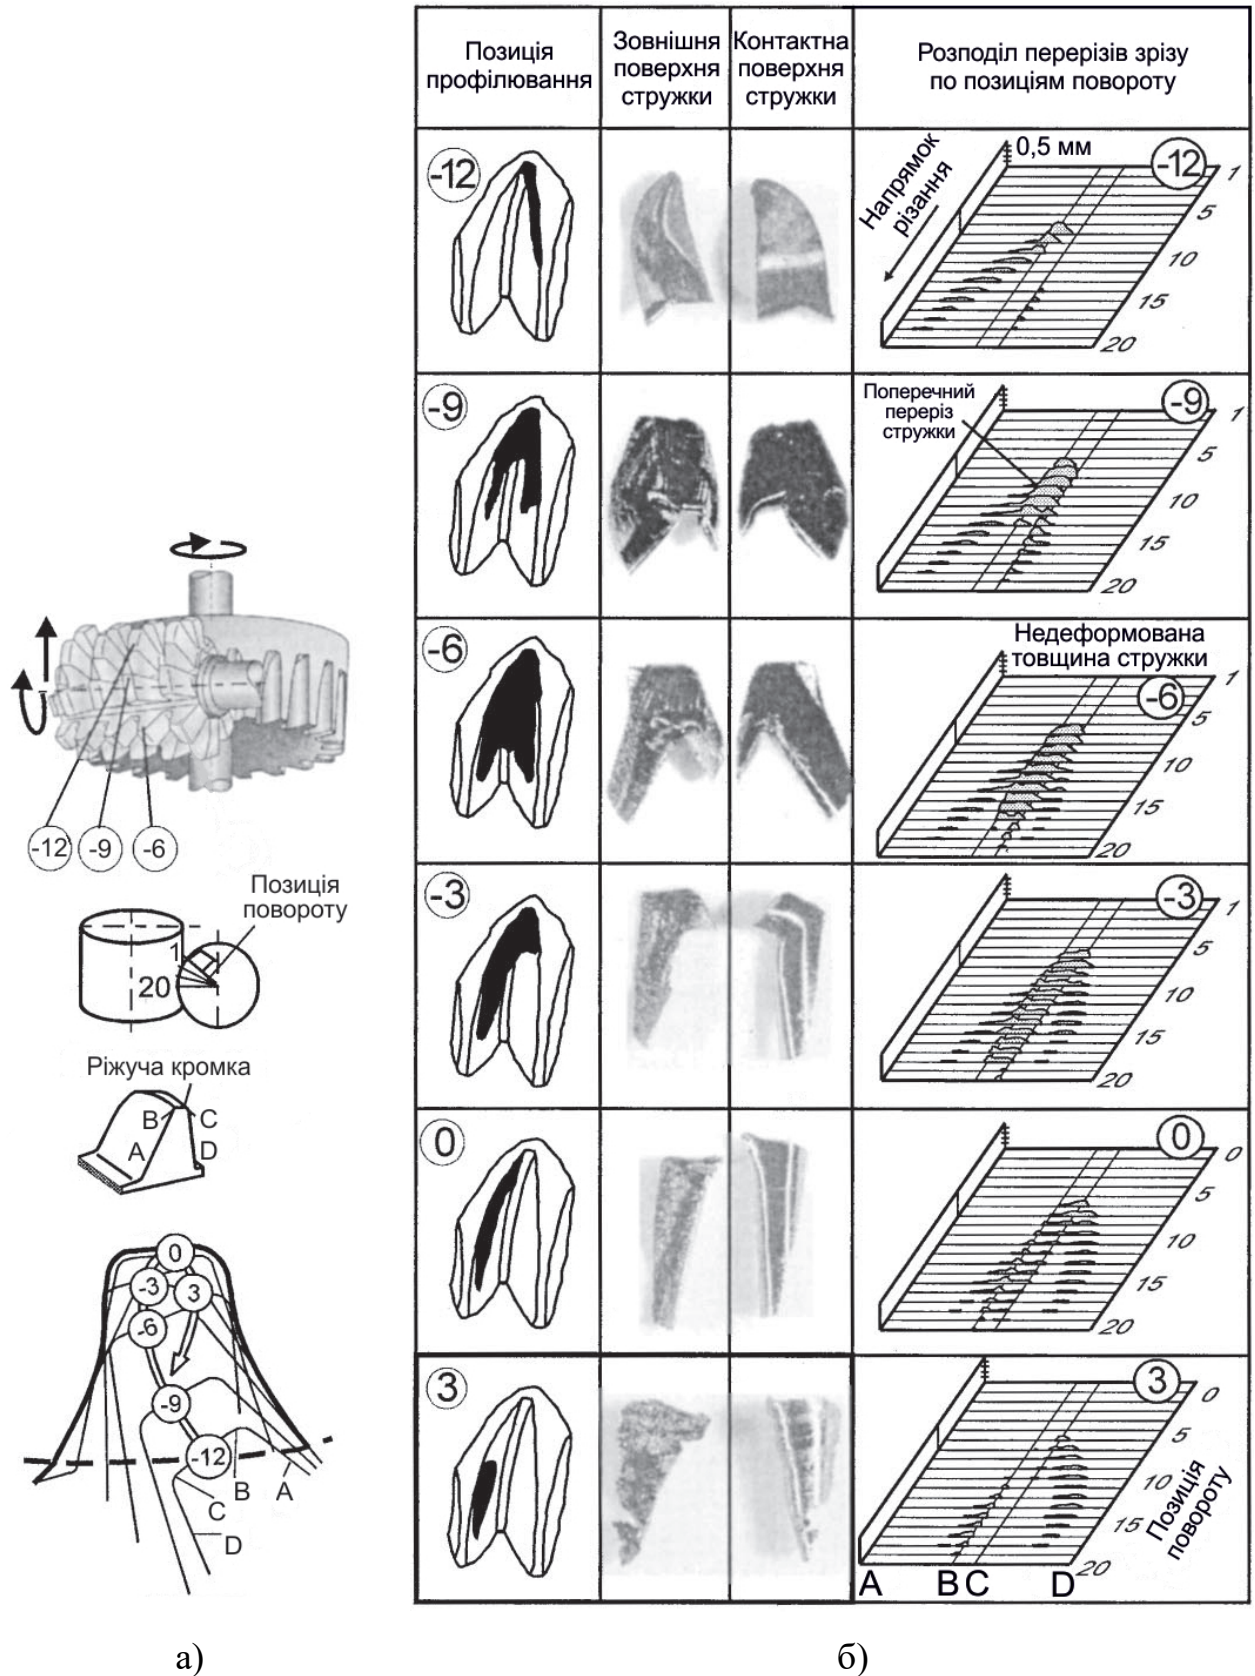 Позиція
профілювання
Зовнішня
поверхня
стружки
Контактна
поверхня
стружки
Розподіл перерізів зрізу
по позиціям повороту
-12
Напрямок
різання
0,5 мм
-12
1
5
10
15
20
-9
Поперечний
переріз
стружки
-9
1
5
10
15
20
-6
Недеформована
товщина стружки
-6
1
5
10
15
20
-3
-3
1
5
10
15
20
0
0
0
5
10
15
20
3
3
0
5
10
15
20
Позиція
повороту
A
B
C
D
-12
-9
-6
Позиція
повороту
1
20
Ріжуча кромка
B
C
A
D
0
-3
3
-6
-9
-12
B
A
C
D
а)
б)